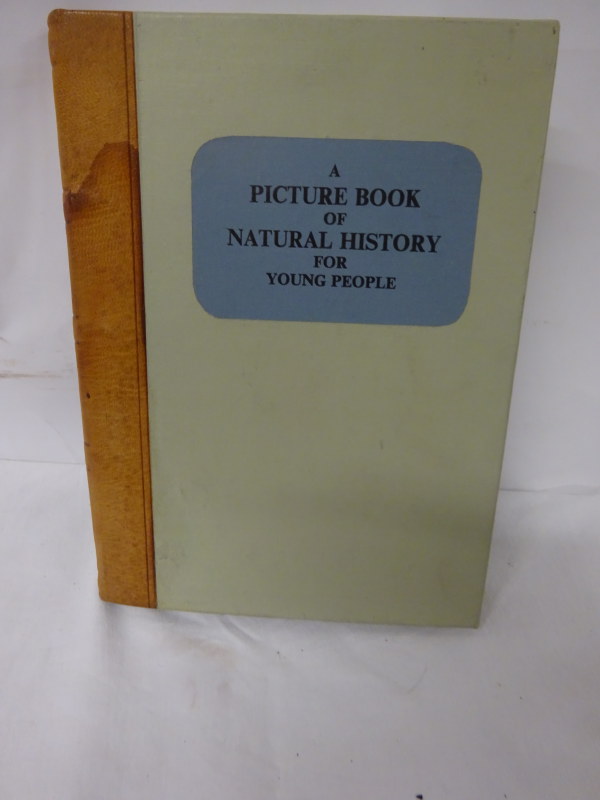 A
PICTURE BOOK
OF
NATURAL HISTORY
FOR
YOUNG PEOPLE